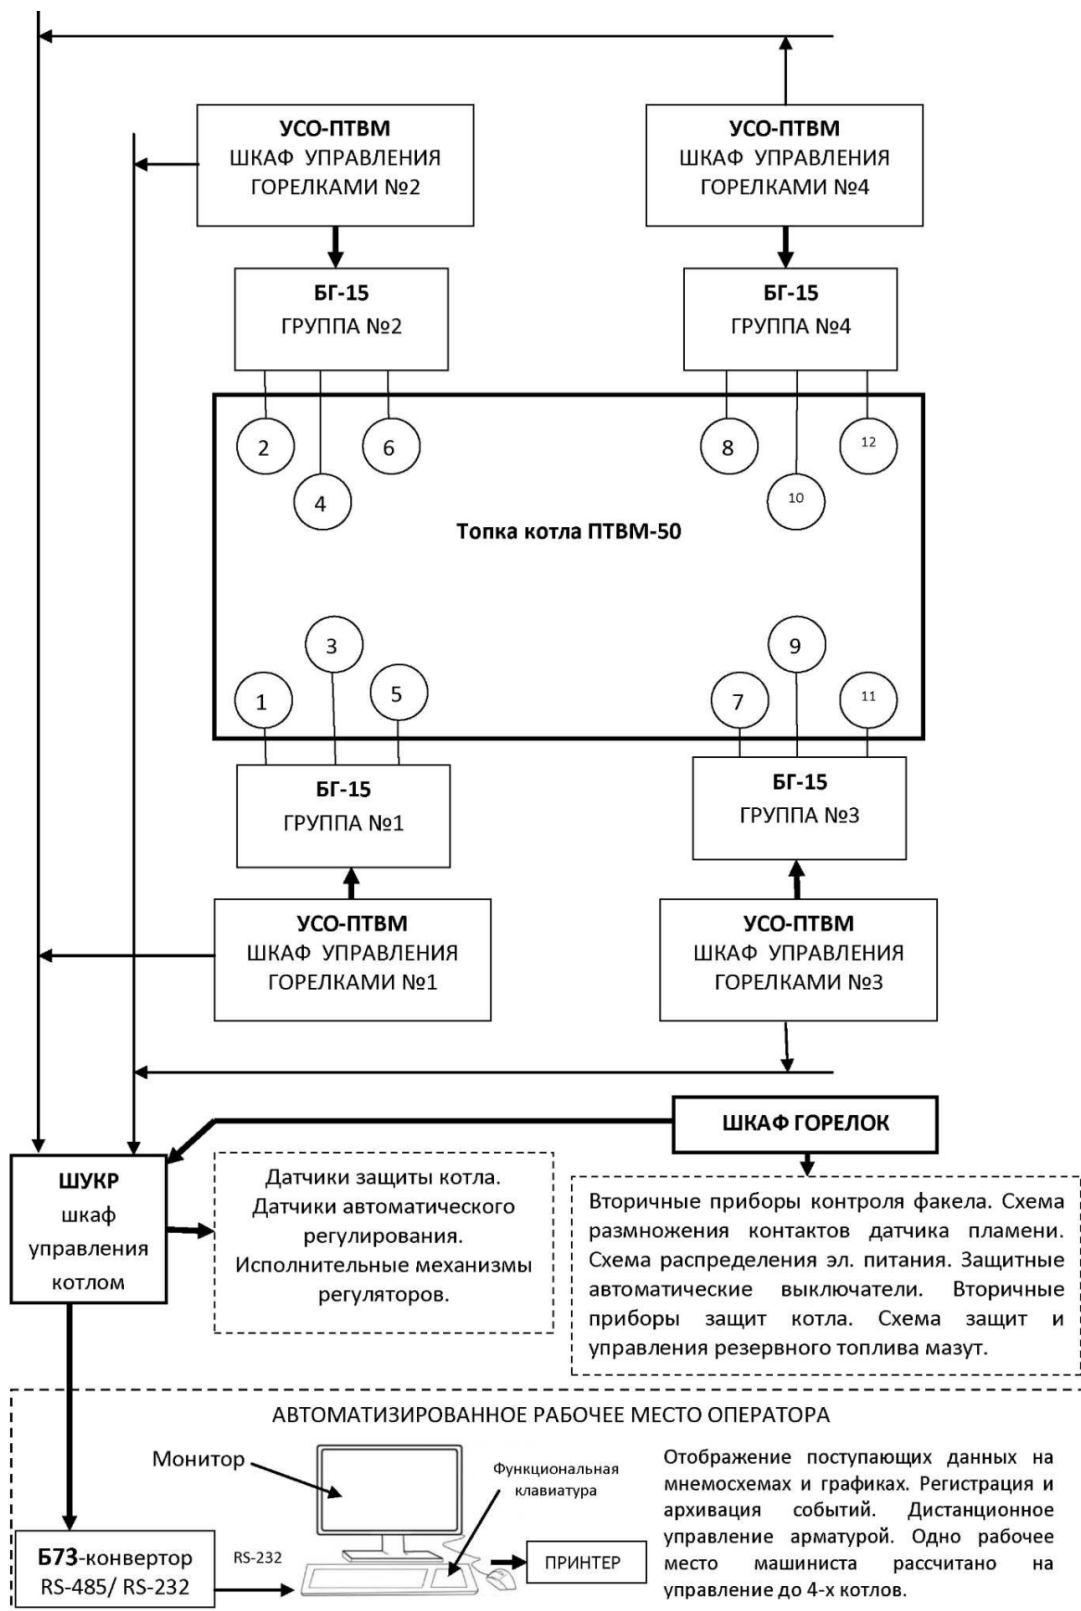 УСО-ПТВМ
ШКАФ УПРАВЛЕНИЯ
ГОРЕЛКАМИ №2
УСО-ПТВМ
ШКАФ УПРАВЛЕНИЯ
ГОРЕЛКАМИ №4
БГ-15
ГРУППА №2
БГ-15
ГРУППА №4
2
4
6
8
10
12
Топка котла ПТВМ-50
1
3
5
7
9
11
БГ-15
ГРУППА №1
БГ-15
ГРУППА №3
УСО-ПТВМ
ШКАФ УПРАВЛЕНИЯ
ГОРЕЛКАМИ №1
УСО-ПТВМ
ШКАФ УПРАВЛЕНИЯ
ГОРЕЛКАМИ №3
ШКАФ ГОРЕЛОК
ШУКР
шкаф
управления
котлом
Датчики защиты котла.
Датчики автоматического
регулирования.
Исполнительные механизмы
регуляторов.
Вторичные приборы контроля факела. Схема
размножения контактов датчика пламени.
Схема распределения эл. питания. Защитные
автоматические выключатели. Вторичные
приборы защит котла. Схема защит и
управления резервного топлива мазут.
АВТОМАТИЗИРОВАННОЕ РАБОЧЕЕ МЕСТО ОПЕРАТОРА
Монитор
Функциональная
клавиатура
Б73-конвертор
RS-485/ RS-232
RS-232
ПРИНТЕР
Отображение поступающих данных на
мнемосхемах и графиках. Регистрация и
архивация событий. Дистанционное
управление арматурой. Одно рабочее
место машиниста рассчитано на
управление до 4-х котлов.